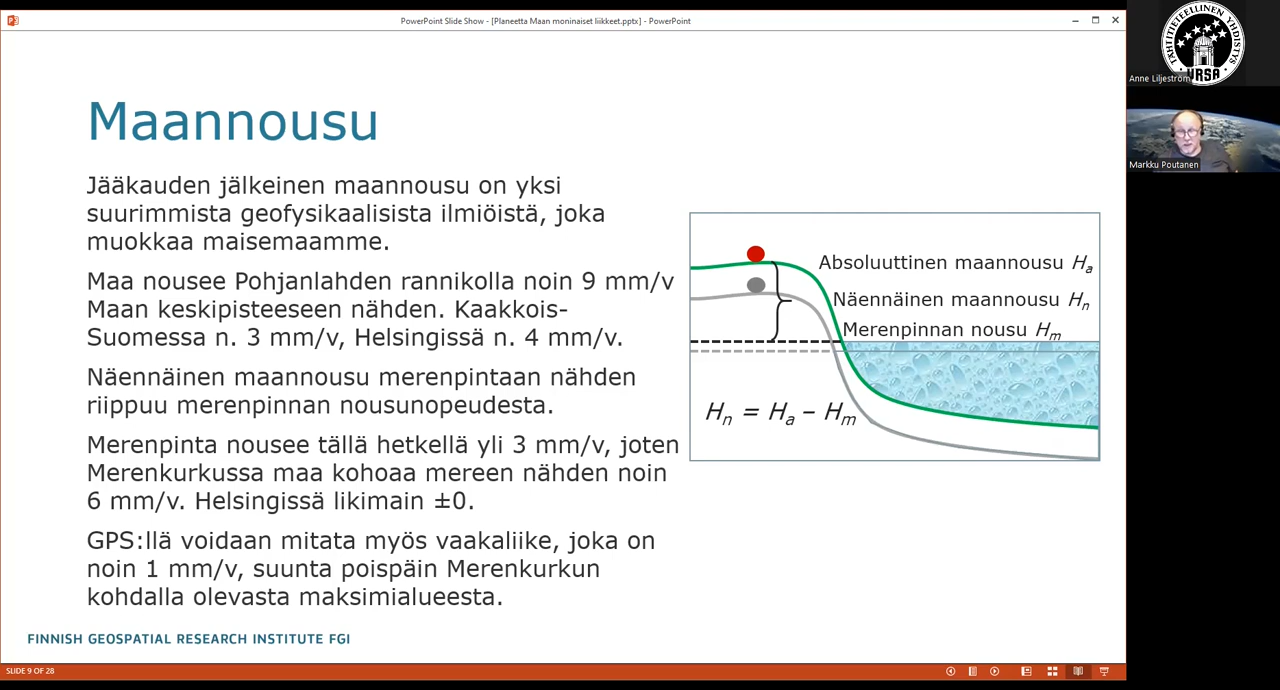 PowerPoint Slide Show - [Planeetta Maan moninaiset liikkeet.pptx] - PowerPoint
TÄHTITIETEELLINEN YHDISTYS
URSA
Anne Liljeström
Markku Poutanen
Maannousu
Jääkauden jälkeinen maannousu on yksi
suurimmista geofysikaalisista ilmiöistä, joka
muokkaa maisemaamme.
Maa nousee Pohjanlahden rannikolla noin 9 mm/v
Maan keskipisteeseen nähden. Kaakkois-
Suomessa n. 3 mm/v, Helsingissä n. 4 mm/v.
Näennäinen maannousu merenpintaan nähden
riippuu merenpinnan nousunopeudesta.
Merenpinta nousee tällä hetkellä yli 3 mm/v, joten
Merenkurkussa maa kohoaa mereen nähden noin
6 mm/v. Helsingissä likimain ±0.
GPS:llä voidaan mitata myös vaakaliike, joka on
noin 1 mm/v, suunta poispäin Merenkurkun
kohdalla olevasta maksimialueesta.
Absoluuttinen maannousu Ha
Näennäinen maannousu Hn
Merenpinnan nousu Hm
Hn = Ha – Hm
FINNISH GEOSPATIAL RESEARCH INSTITUTE FGI
SLIDE 9 OF 28